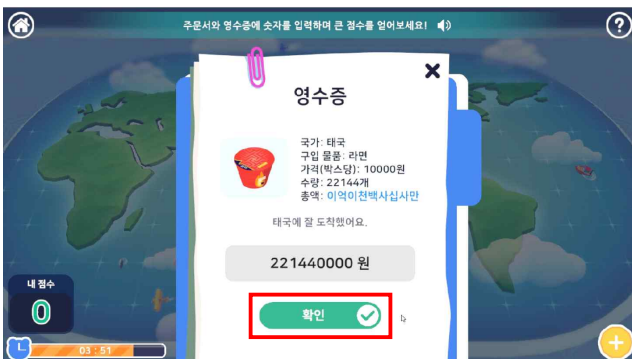 주문서와 영수증에 숫자를 입력하며 큰 점수를 얻어보세요!
?
영수증
국가: 태국
구입 물품: 라면
가격(박스당): 10000원
수량: 22144개
총액: 이억이천백사십사만
태국에 잘 도착했어요.
221440000 원
확인
내 점수
0
03 : 51